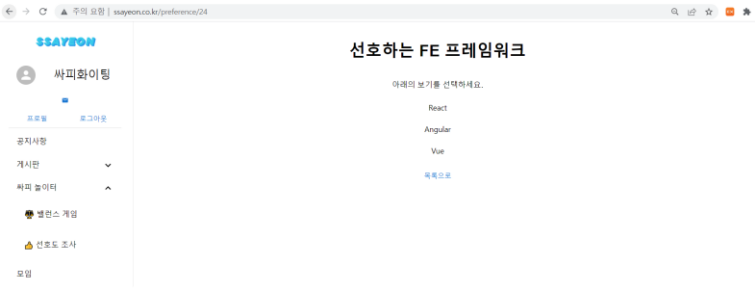 주의 요함 | ssayeon.co.kr/preference/24
SSAYEON
싸피화이팅
프로필 로그아웃
공지사항
게시판
싸피 놀이터
밸런스 게임
선호도 조사
모임
선호하는 FE 프레임워크
아래의 보기를 선택하세요.
React
Angular
Vue
목록으로